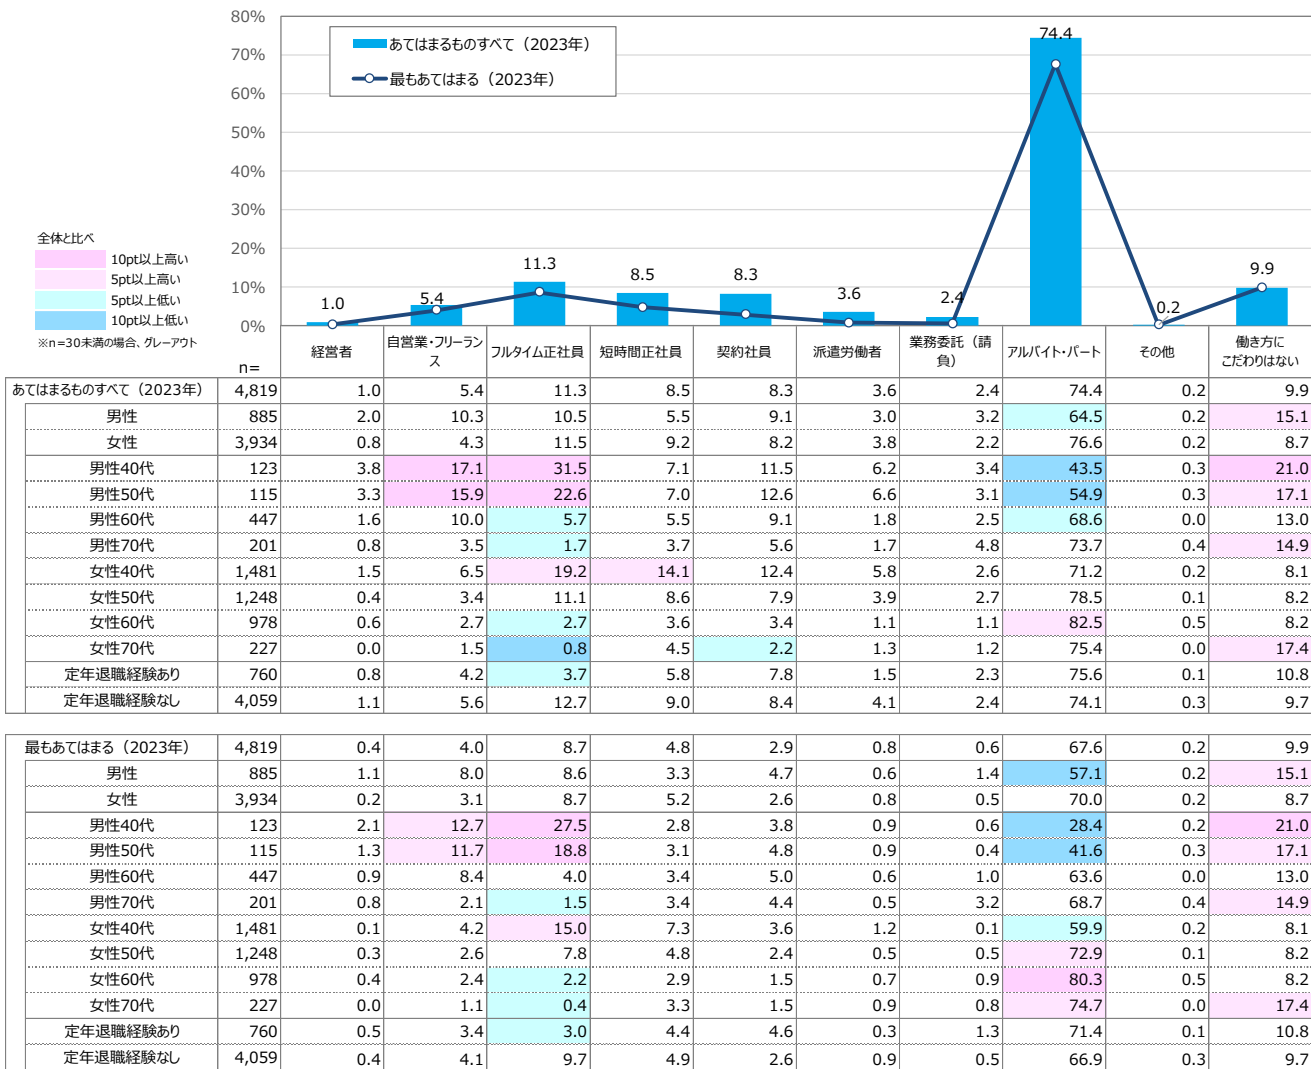 80%
70%
60%
50%
40%
30%
20%
10%
0%
あてはまるものすべて（2023年）
最もあてはまる（2023年）
1.0
5.4
11.3
8.5
8.3
3.6
2.4
74.4
0.2
9.9
全体と比べ
10pt以上高い
5pt以上高い
5pt以上低い
10pt以上低い
※n=30未満の場合、グレーアウト
n=
経営者
自営業・フリーラン
ス
フルタイム正社員
短時間正社員
契約社員
派遣労働者
業務委託（請
負）
アルバイト・パート
その他
働き方に
こだわりはない
あてはまるものすべて（2023年） 4,819 1.0 5.4 11.3 8.5 8.3 3.6 2.4 74.4 0.2 9.9
男性 885 2.0 10.3 10.5 5.5 9.1 3.0 3.2 64.5 0.2 15.1
女性 3,934 0.8 4.3 11.5 9.2 8.2 3.8 2.2 76.6 0.2 8.7
男性40代 123 3.8 17.1 31.5 7.1 11.5 6.2 3.4 43.5 0.3 21.0
男性50代 115 3.3 15.9 22.6 7.0 12.6 6.6 3.1 54.9 0.3 17.1
男性60代 447 1.6 10.0 5.7 5.5 9.1 1.8 2.5 68.6 0.0 13.0
男性70代 201 0.8 3.5 1.7 3.7 5.6 1.7 4.8 73.7 0.4 14.9
女性40代 1,481 1.5 6.5 19.2 14.1 12.4 5.8 2.6 71.2 0.2 8.1
女性50代 1,248 0.4 3.4 11.1 8.6 7.9 3.9 2.7 78.5 0.1 8.2
女性60代 978 0.6 2.7 2.7 3.6 3.4 1.1 1.1 82.5 0.5 8.2
女性70代 227 0.0 1.5 0.8 4.5 2.2 1.3 1.2 75.4 0.0 17.4
定年退職経験あり 760 0.8 4.2 3.7 5.8 7.8 1.5 2.3 75.6 0.1 10.8
定年退職経験なし 4,059 1.1 5.6 12.7 9.0 8.4 4.1 2.4 74.1 0.3 9.7
最もあてはまる（2023年） 4,819 0.4 4.0 8.7 4.8 2.9 0.8 0.6 67.6 0.2 9.9
男性 885 1.1 8.0 8.6 3.3 4.7 0.6 1.4 57.1 0.2 15.1
女性 3,934 0.2 3.1 8.7 5.2 2.6 0.8 0.5 70.0 0.2 8.7
男性40代 123 2.1 12.7 27.5 2.8 3.8 0.9 0.6 28.4 0.2 21.0
男性50代 115 1.3 11.7 18.8 3.1 4.8 0.9 0.4 41.6 0.3 17.1
男性60代 447 0.9 8.4 4.0 3.4 5.0 0.6 1.0 63.6 0.0 13.0
男性70代 201 0.8 2.1 1.5 3.4 4.4 0.5 3.2 68.7 0.4 14.9
女性40代 1,481 0.1 4.2 15.0 7.3 3.6 1.2 0.1 59.9 0.2 8.1
女性50代 1,248 0.3 2.6 7.8 4.8 2.4 0.5 0.5 72.9 0.1 8.2
女性60代 978 0.4 2.4 2.2 2.9 1.5 0.7 0.9 80.3 0.5 8.2
女性70代 227 0.0 1.1 0.4 3.3 1.5 0.9 0.8 74.7 0.0 17.4
定年退職経験あり 760 0.5 3.4 3.0 4.4 4.6 0.3 1.3 71.4 0.1 10.8
定年退職経験なし 4,059 0.4 4.1 9.7 4.9 2.6 0.9 0.5 66.9 0.3 9.7